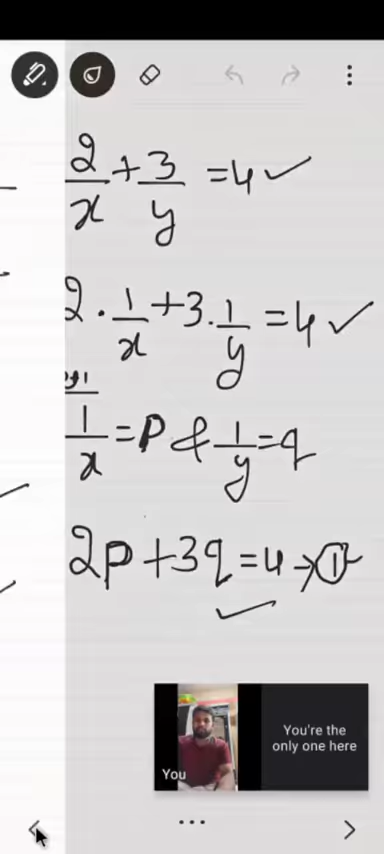 2/x + 3/y = 4 ✓
2 · 1/x + 3 · 1/y = 4 ✓
1/x = p & 1/y = q
2p + 3q = 4 → ①
You
You're the
only one here